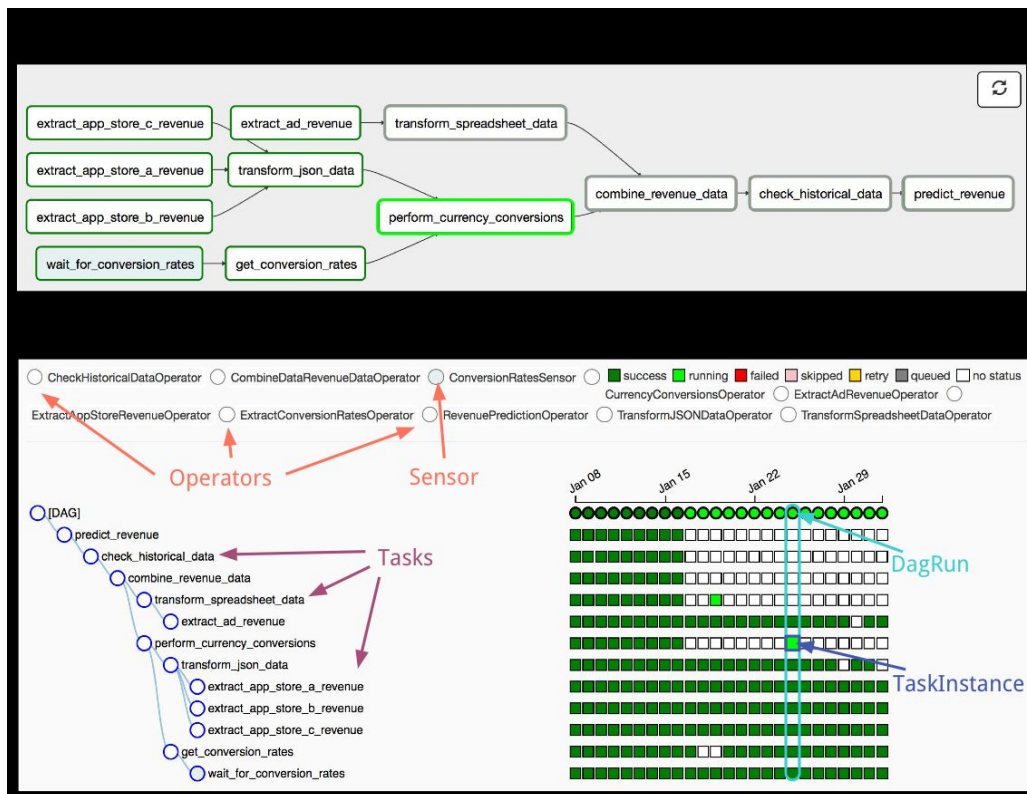 extract_app_store_c_revenue
extract_ad_revenue
transform_spreadsheet_data
extract_app_store_a_revenue
transform_json_data
combine_revenue_data
check_historical_data
predict_revenue
extract_app_store_b_revenue
perform_currency_conversions
wait_for_conversion_rates
get_conversion_rates
CheckHistoricalDataOperator CombineDataRevenueDataOperator ConversionRatesSensor success running failed skipped retry queued no status
CurrencyConversionsOperator ExtractAdRevenueOperator
ExtractAppStoreRevenueOperator ExtractConversionRatesOperator RevenuePredictionOperator TransformJSONDataOperator TransformSpreadsheetDataOperator
Operators
Sensor
Jan 08 Jan 15 Jan 22 Jan 29
[DAG]
predict_revenue
check_historical_data
Tasks
combine_revenue_data
DagRun
transform_spreadsheet_data
extract_ad_revenue
perform_currency_conversions
transform_json_data
TaskInstance
extract_app_store_a_revenue
extract_app_store_b_revenue
extract_app_store_c_revenue
get_conversion_rates
wait_for_conversion_rates